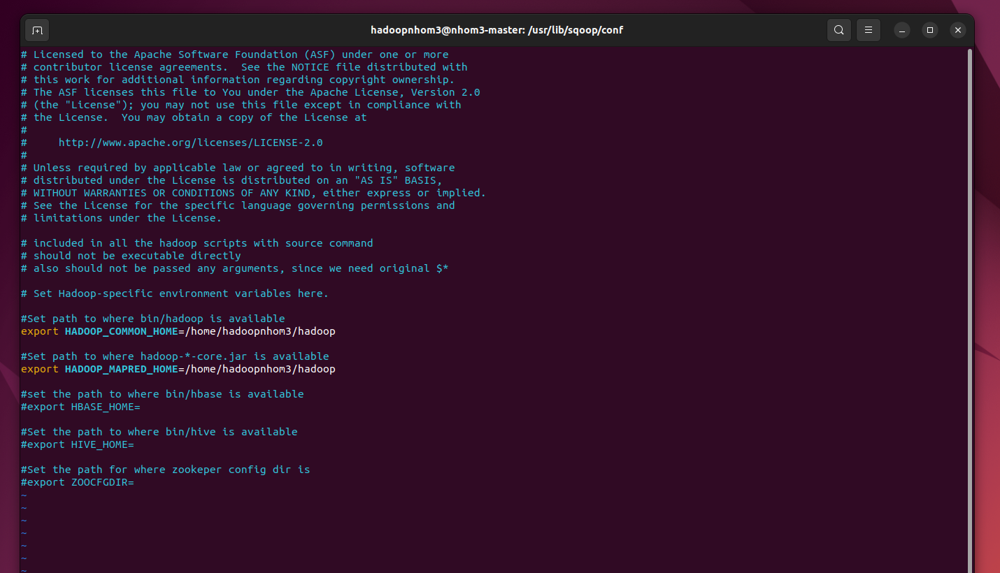 hadoopnhom3@nhom3-master: /usr/lib/sqoop/conf
# Licensed to the Apache Software Foundation (ASF) under one or more
# contributor license agreements.  See the NOTICE file distributed with
# this work for additional information regarding copyright ownership.
# The ASF licenses this file to You under the Apache License, Version 2.0
# (the "License"); you may not use this file except in compliance with
# the License.  You may obtain a copy of the License at
#
#     http://www.apache.org/licenses/LICENSE-2.0
#
# Unless required by applicable law or agreed to in writing, software
# distributed under the License is distributed on an "AS IS" BASIS,
# WITHOUT WARRANTIES OR CONDITIONS OF ANY KIND, either express or implied.
# See the License for the specific language governing permissions and
# limitations under the License.

# included in all the hadoop scripts with source command
# should not be executable directly
# also should not be passed any arguments, since we need original $*

# Set Hadoop-specific environment variables here.

#Set path to where bin/hadoop is available
export HADOOP_COMMON_HOME=/home/hadoopnhom3/hadoop

#Set path to where hadoop-*-core.jar is available
export HADOOP_MAPRED_HOME=/home/hadoopnhom3/hadoop

#set the path to where bin/hbase is available
#export HBASE_HOME=

#Set the path to where bin/hive is available
#export HIVE_HOME=

#Set the path for where zookeper config dir is
#export ZOOCFGDIR=
~
~
~
~
~
~
~